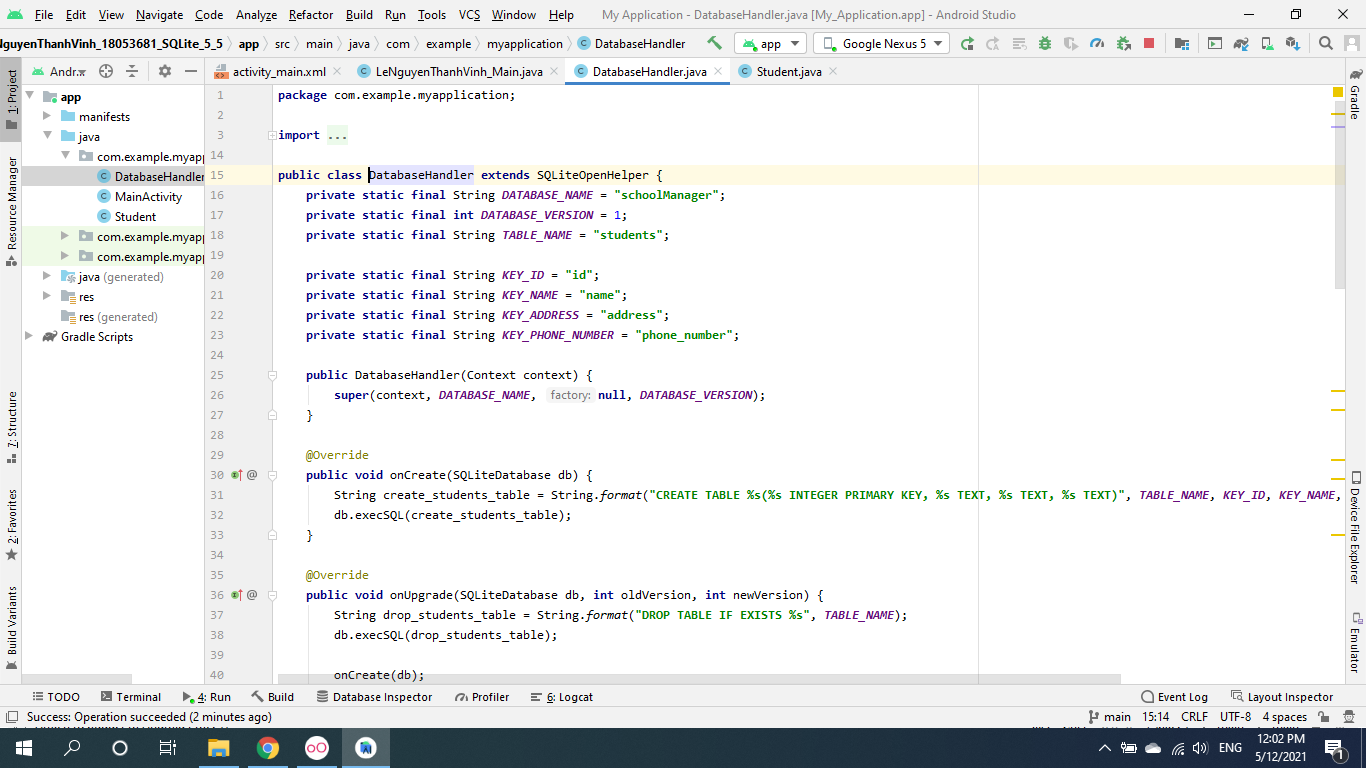 File Edit View Navigate Code Analyze Refactor Build Run Tools VCS Window Help My Application - DatabaseHandler.java [My_Application.app] - Android Studio
NguyenThanhVinh_18053681_SQLite_5_5 app src main java com example myapplication DatabaseHandler app Google Nexus 5
Andr... activity_main.xml LeNguyenThanhVinh_Main.java DatabaseHandler.java Student.java
1: Project
Resource Manager
7: Structure
2: Favorites
Build Variants
app
manifests
java
com.example.myapp
DatabaseHandler
MainActivity
Student
com.example.myapp
com.example.myapp
java (generated)
res
res (generated)
Gradle Scripts
1 package com.example.myapplication;
2
3 import ...
14
15 public class DatabaseHandler extends SQLiteOpenHelper {
16 private static final String DATABASE_NAME = "schoolManager";
17 private static final int DATABASE_VERSION = 1;
18 private static final String TABLE_NAME = "students";
19
20 private static final String KEY_ID = "id";
21 private static final String KEY_NAME = "name";
22 private static final String KEY_ADDRESS = "address";
23 private static final String KEY_PHONE_NUMBER = "phone_number";
24
25 public DatabaseHandler(Context context) {
26 super(context, DATABASE_NAME, factory: null, DATABASE_VERSION);
27 }
28
29 @Override
30 public void onCreate(SQLiteDatabase db) {
31 String create_students_table = String.format("CREATE TABLE %s(%s INTEGER PRIMARY KEY, %s TEXT, %s TEXT, %s TEXT)", TABLE_NAME, KEY_ID, KEY_NAME,
32 db.execSQL(create_students_table);
33 }
34
35 @Override
36 public void onUpgrade(SQLiteDatabase db, int oldVersion, int newVersion) {
37 String drop_students_table = String.format("DROP TABLE IF EXISTS %s", TABLE_NAME);
38 db.execSQL(drop_students_table);
39
40 onCreate(db);
Gradle
Device File Explorer
Emulator
TODO Terminal 4: Run Build Database Inspector Profiler 6: Logcat Event Log Layout Inspector
Success: Operation succeeded (2 minutes ago) main 15:14 CRLF UTF-8 4 spaces
ENG 12:02 PM
5/12/2021 1